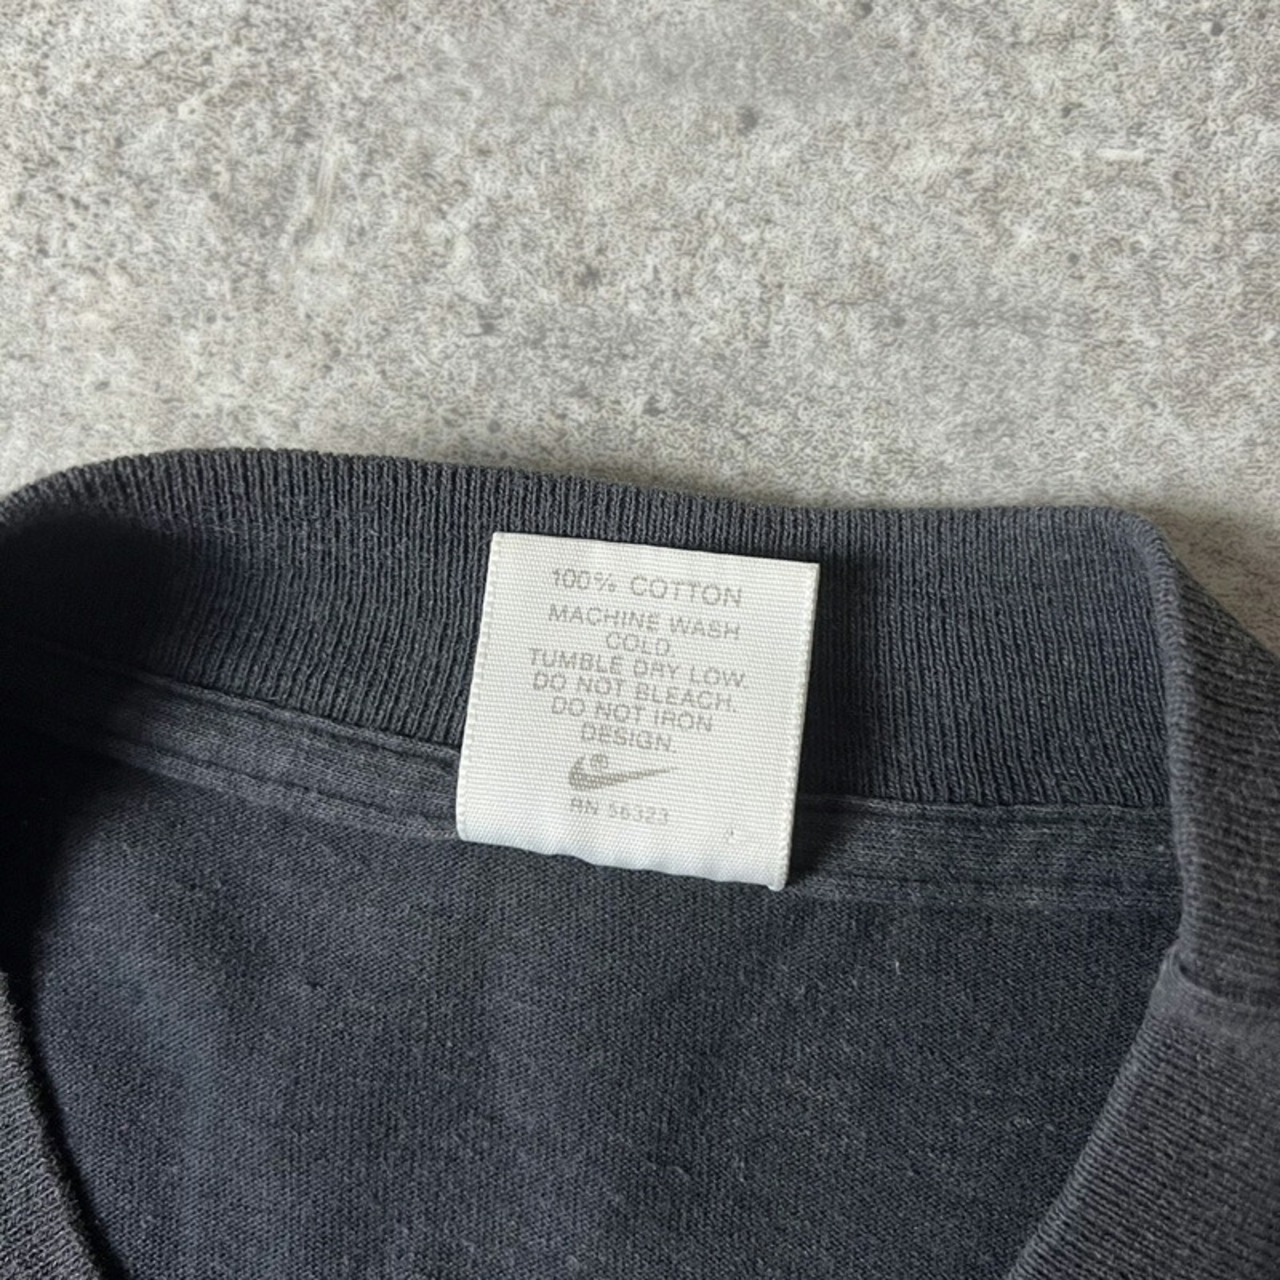 100% COTTON
MACHINE WASH
COLD.
TUMBLE DRY LOW.
DO NOT BLEACH.
DO NOT IRON
DESIGN.
®
RN 56323